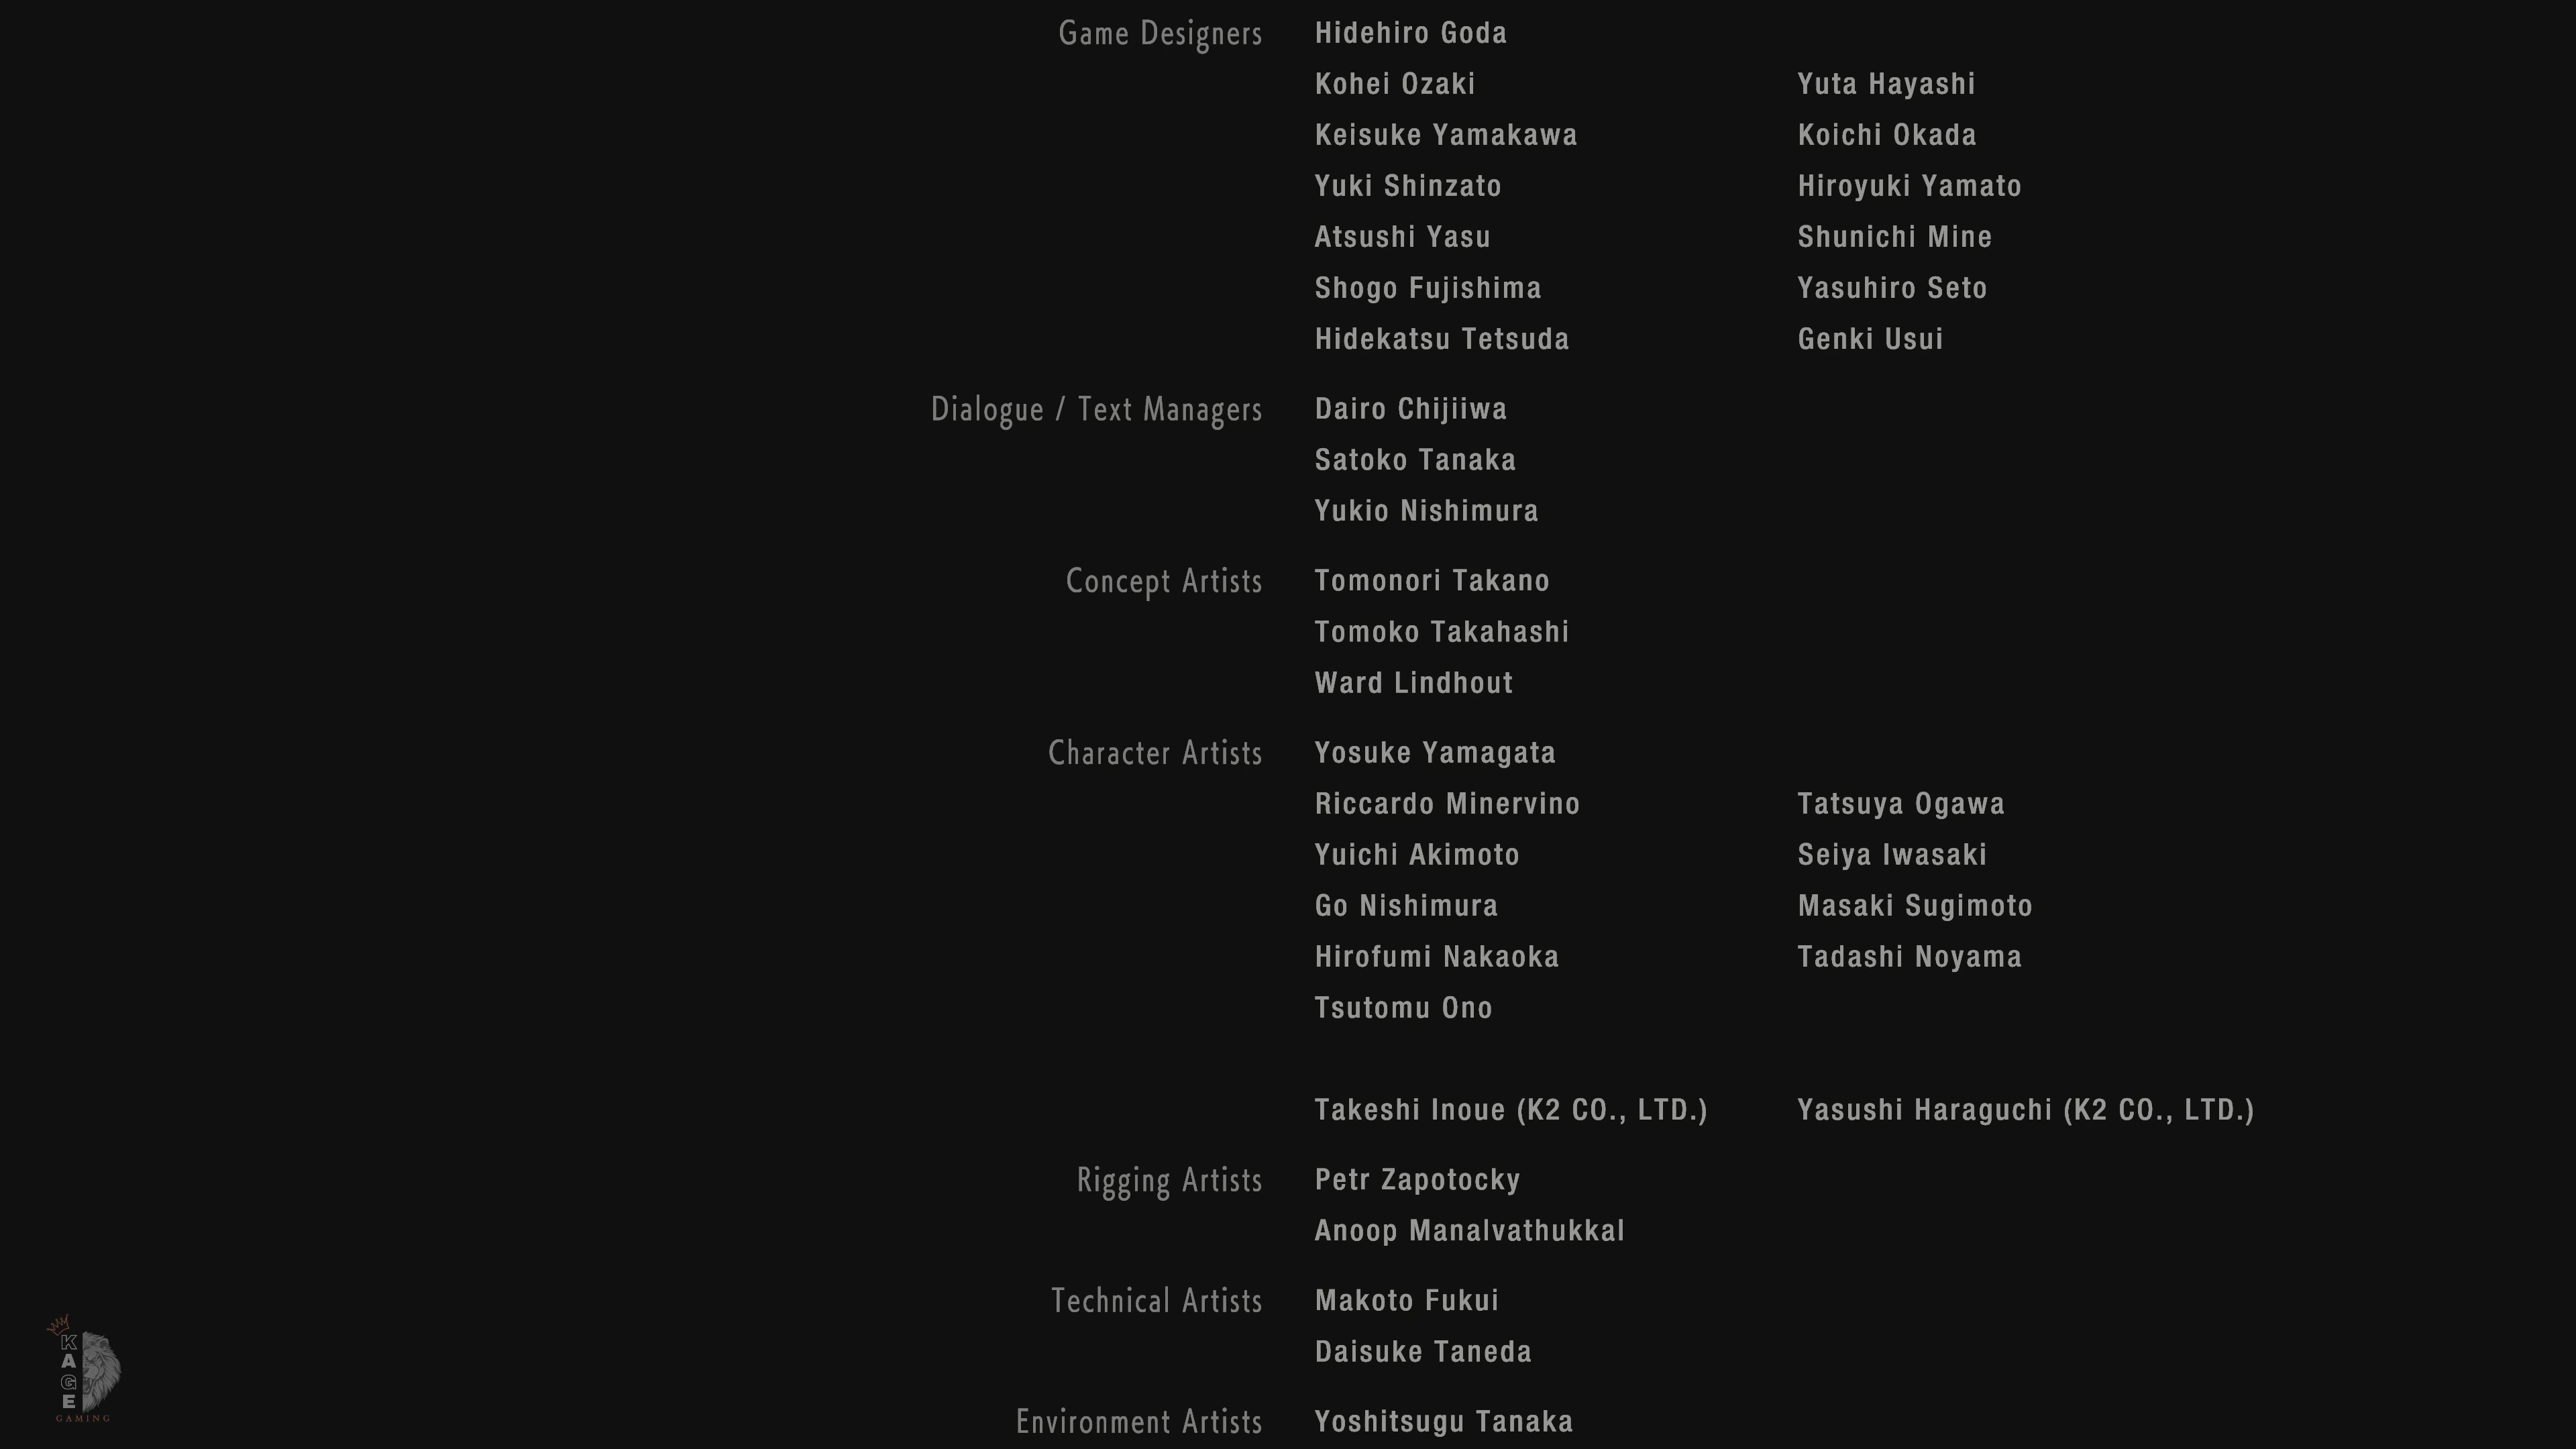 Game Designers Hidehiro Goda
Kohei Ozaki Yuta Hayashi
Keisuke Yamakawa Koichi Okada
Yuki Shinzato Hiroyuki Yamato
Atsushi Yasu Shunichi Mine
Shogo Fujishima Yasuhiro Seto
Hidekatsu Tetsuda Genki Usui
Dialogue / Text Managers Dairo Chijiiwa
Satoko Tanaka
Yukio Nishimura
Concept Artists Tomonori Takano
Tomoko Takahashi
Ward Lindhout
Character Artists Yosuke Yamagata
Riccardo Minervino Tatsuya Ogawa
Yuichi Akimoto Seiya Iwasaki
Go Nishimura Masaki Sugimoto
Hirofumi Nakaoka Tadashi Noyama
Tsutomu Ono
Takeshi Inoue (K2 CO., LTD.) Yasushi Haraguchi (K2 CO., LTD.)
Rigging Artists Petr Zapotocky
Anoop Manalvathukkal
Technical Artists Makoto Fukui
Daisuke Taneda
Environment Artists Yoshitsugu Tanaka
KAGE
GAMING